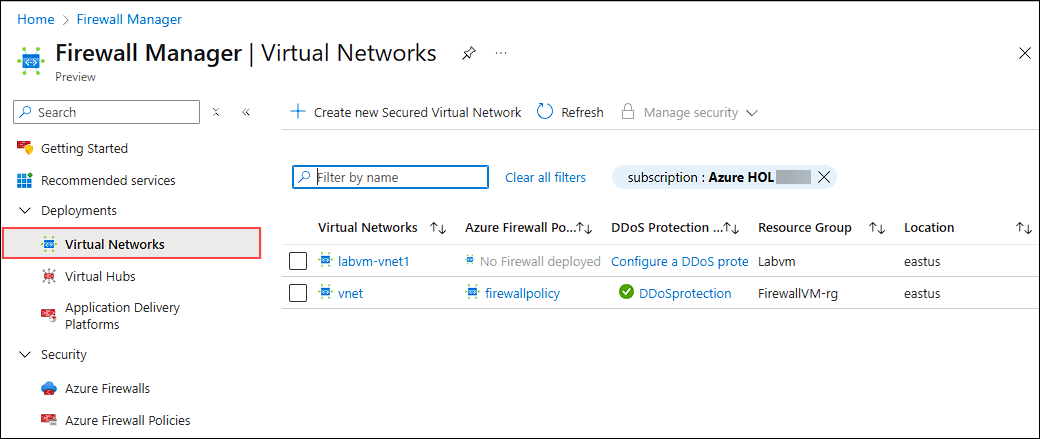 Home > Firewall Manager
Firewall Manager | Virtual Networks ...
Preview
Search
Create new Secured Virtual Network Refresh Manage security
Getting Started
Recommended services
Deployments
Virtual Networks
Virtual Hubs
Application Delivery
Platforms
Security
Azure Firewalls
Azure Firewall Policies
Filter by name Clear all filters subscription : Azure HOL
Virtual Networks Azure Firewall Po... DDoS Protection ... Resource Group Location
labvm-vnet1 No Firewall deployed Configure a DDoS prote Labvm eastus
vnet firewallpolicy DDoSprotection FirewallVM-rg eastus